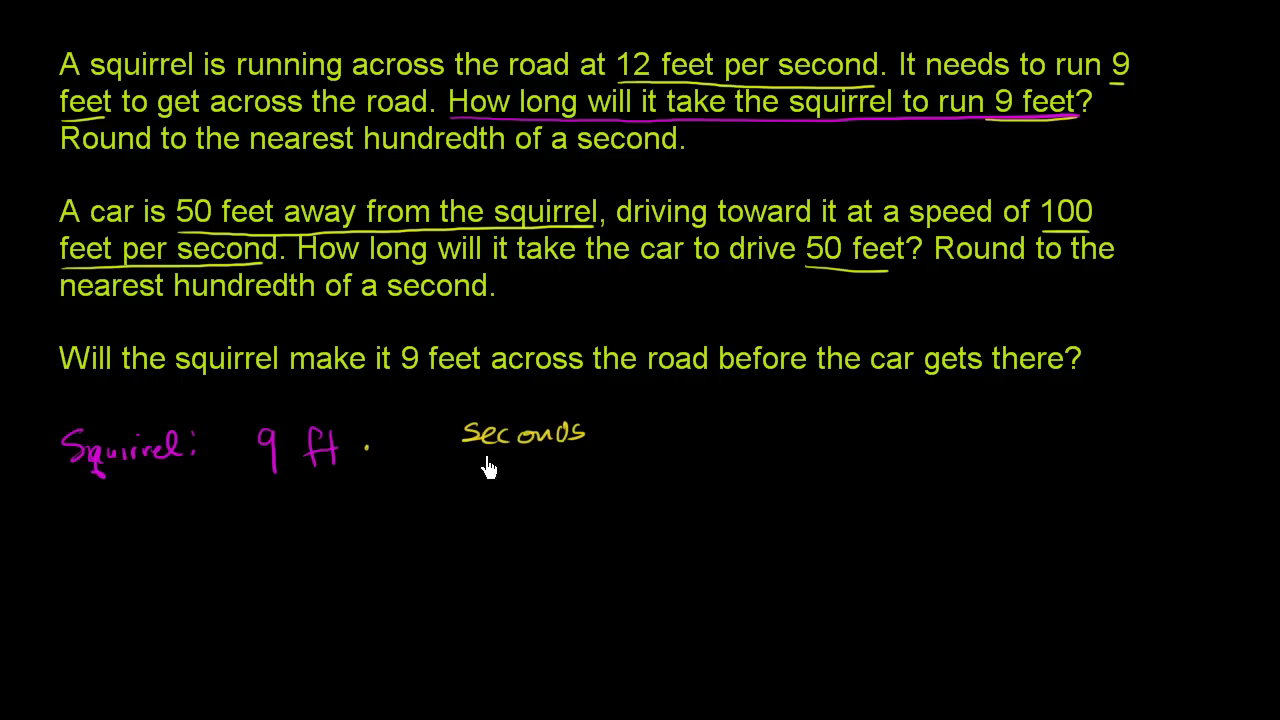 A squirrel is running across the road at 12 feet per second. It needs to run 9
feet to get across the road. How long will it take the squirrel to run 9 feet?
Round to the nearest hundredth of a second.
A car is 50 feet away from the squirrel, driving toward it at a speed of 100
feet per second. How long will it take the car to drive 50 feet? Round to the
nearest hundredth of a second.
Will the squirrel make it 9 feet across the road before the car gets there?
Squirrel: 9 ft · seconds